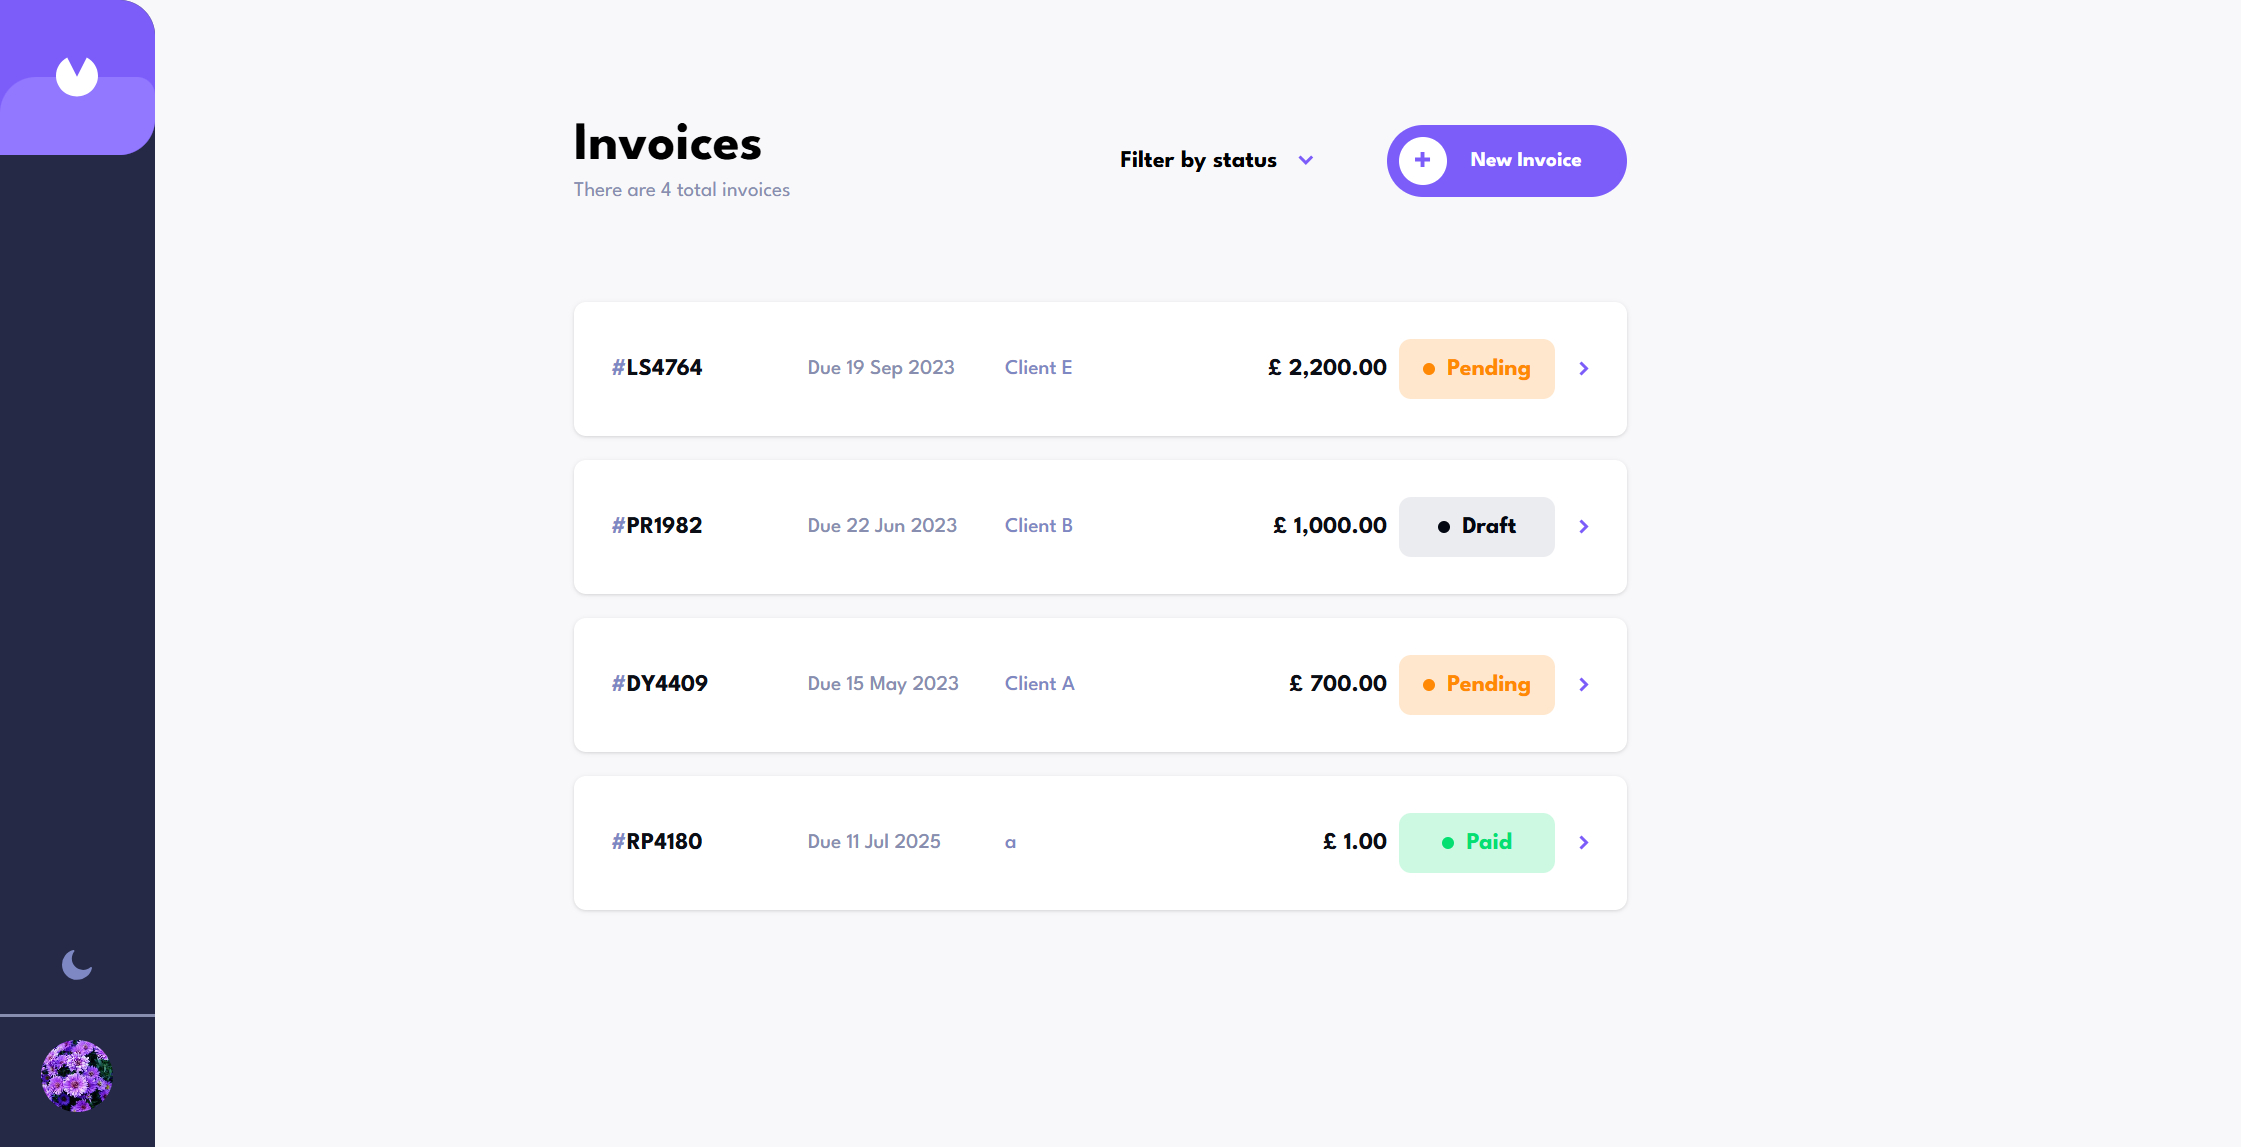 Invoices
There are 4 total invoices
Filter by status
New Invoice
#LS4764 Due 19 Sep 2023 Client E £ 2,200.00 Pending
#PR1982 Due 22 Jun 2023 Client B £ 1,000.00 Draft
#DY4409 Due 15 May 2023 Client A £ 700.00 Pending
#RP4180 Due 11 Jul 2025 a £ 1.00 Paid